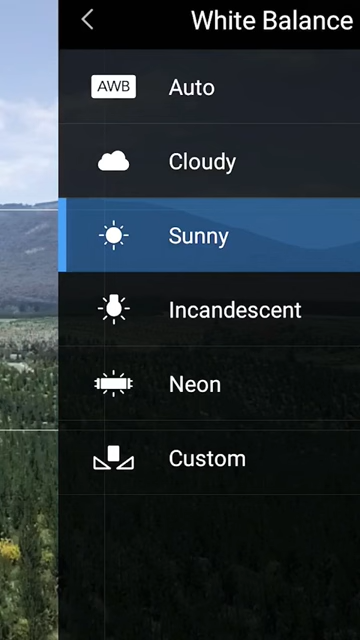 White Balance
AWB Auto
Cloudy
Sunny
Incandescent
Neon
Custom